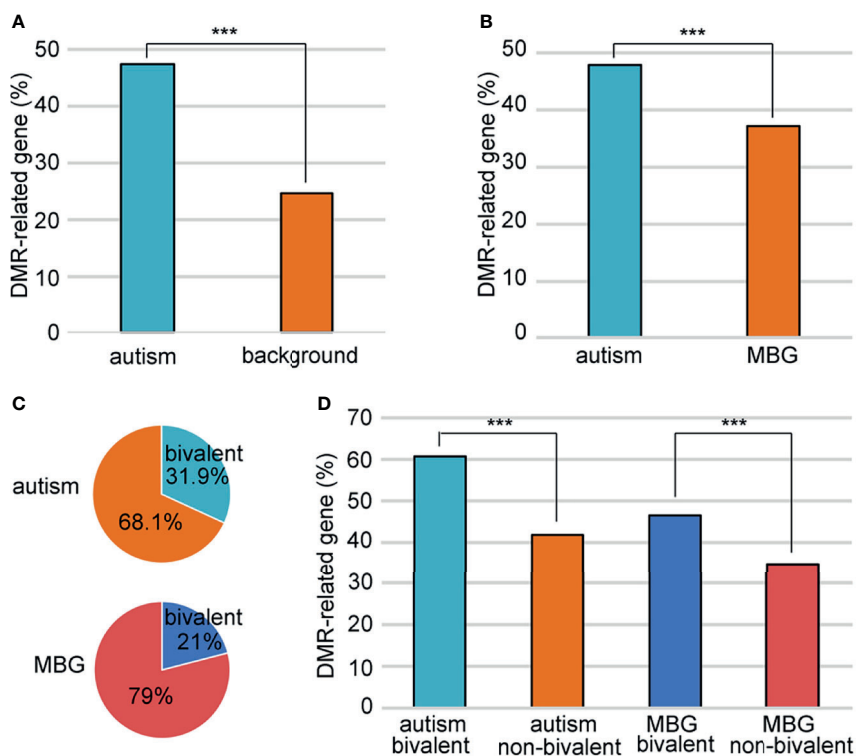 A
DMR-related gene (%)
50
40
30
20
10
0
***
autism
background
B
DMR-related gene (%)
50
40
30
20
10
0
***
autism
MBG
C
autism
bivalent
31.9%
68.1%
MBG
bivalent
21%
79%
D
DMR-related gene (%)
70
60
50
40
30
20
10
0
***
***
autism
bivalent
autism
non-bivalent
MBG
bivalent
MBG
non-bivalent